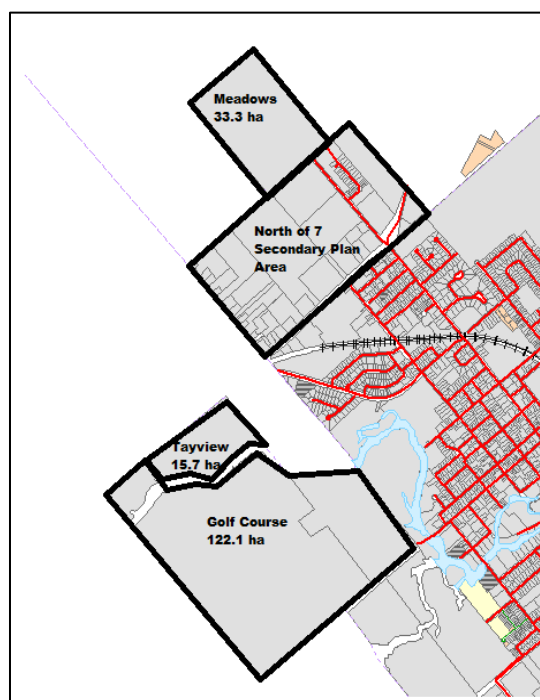 Meadows
33.3 ha
North of 7
Secondary Plan
Area
Tayview
15.7 ha
Golf Course
122.1 ha